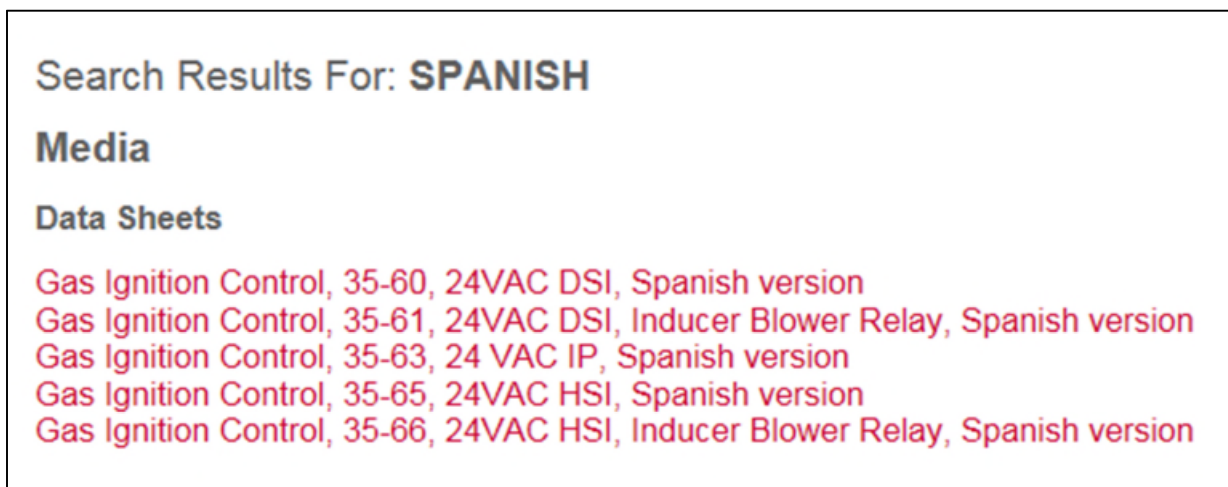 Search Results For: SPANISH
Media
Data Sheets
Gas Ignition Control, 35-60, 24VAC DSI, Spanish version
Gas Ignition Control, 35-61, 24VAC DSI, Inducer Blower Relay, Spanish version
Gas Ignition Control, 35-63, 24 VAC IP, Spanish version
Gas Ignition Control, 35-65, 24VAC HSI, Spanish version
Gas Ignition Control, 35-66, 24VAC HSI, Inducer Blower Relay, Spanish version